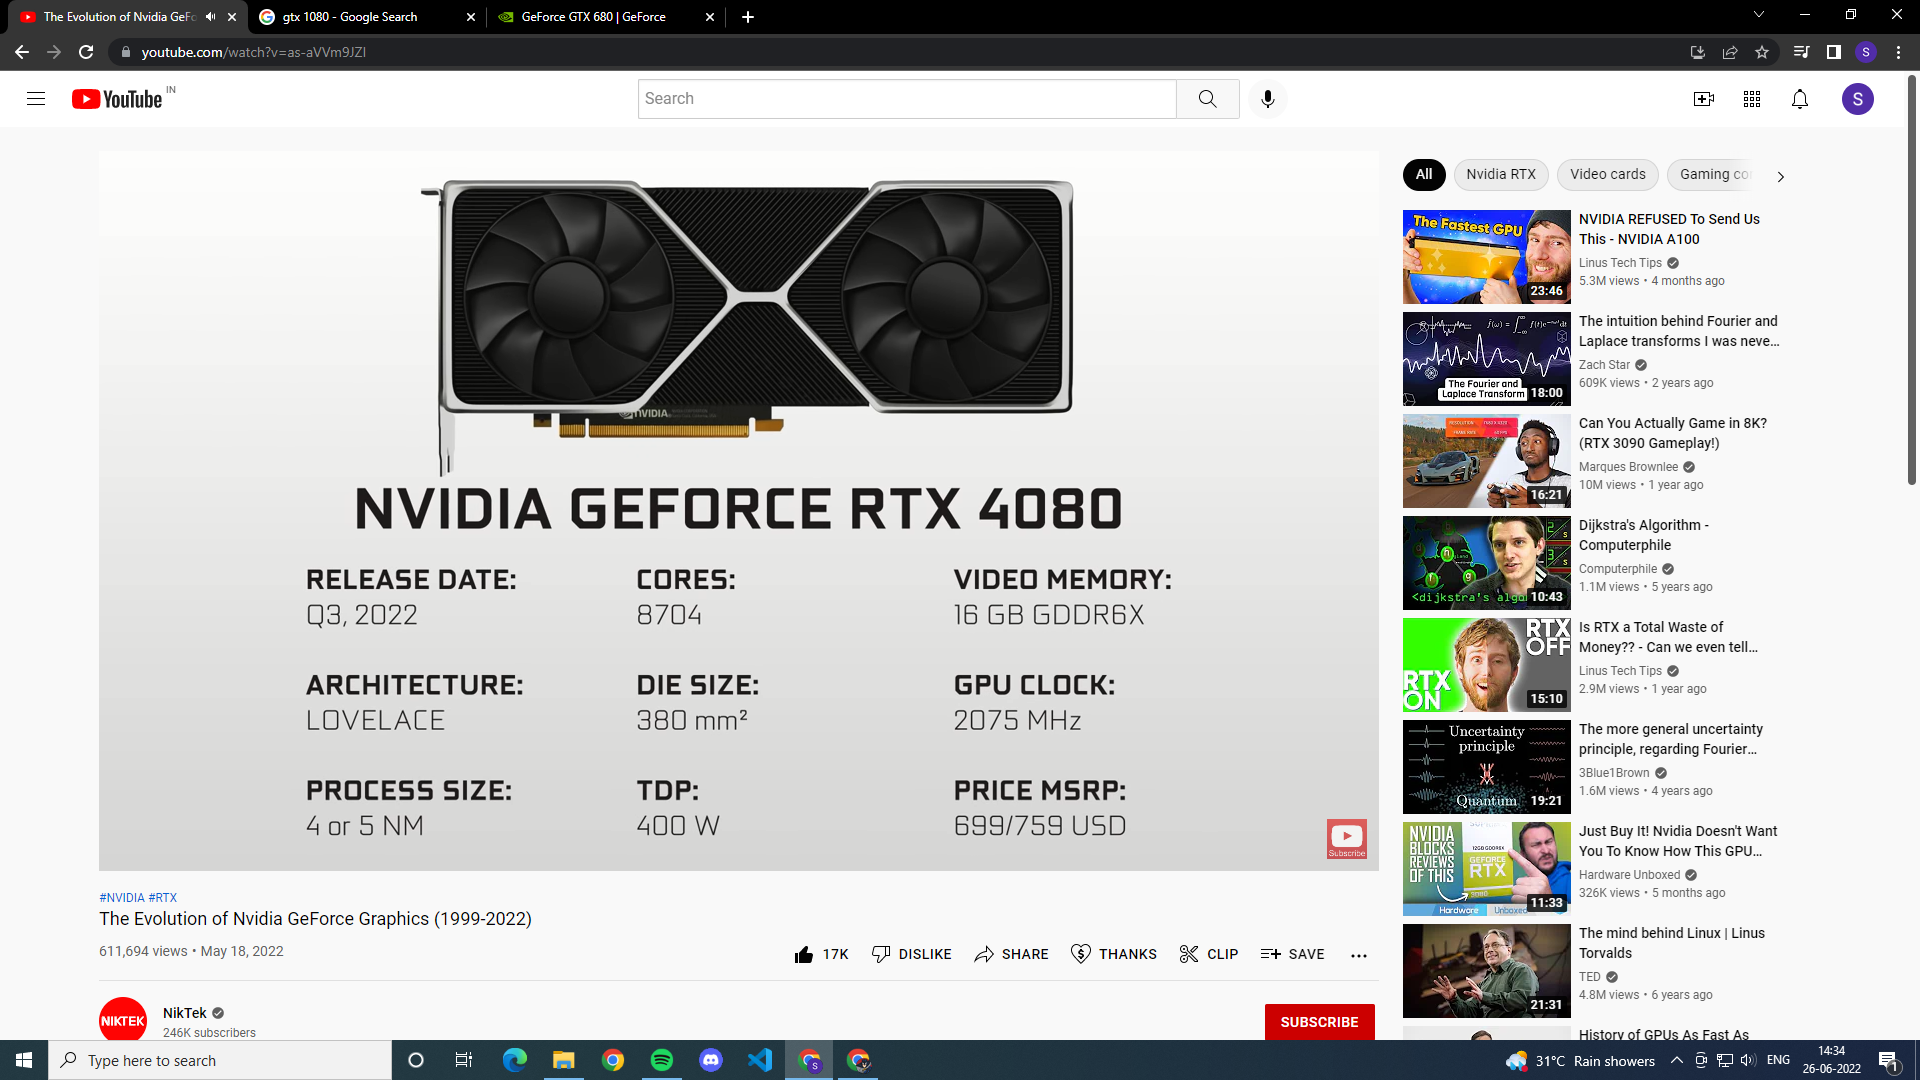 The Evolution of Nvidia GeFo
gtx 1080 - Google Search
GeForce GTX 680 | GeForce
youtube.com/watch?v=as-aVVm9JZI
S
YouTube IN
Search
S
NVIDIA
NVIDIA GEFORCE RTX 4080
RELEASE DATE:
Q3, 2022
CORES:
8704
VIDEO MEMORY:
16 GB GDDR6X
ARCHITECTURE:
LOVELACE
DIE SIZE:
380 mm²
GPU CLOCK:
2075 MHz
PROCESS SIZE:
4 or 5 NM
TDP:
400 W
PRICE MSRP:
699/759 USD
Subscribe
#NVIDIA #RTX
The Evolution of Nvidia GeForce Graphics (1999-2022)
611,694 views • May 18, 2022
17K DISLIKE SHARE THANKS CLIP SAVE
NIKTEK
NikTek
246K subscribers
SUBSCRIBE
All Nvidia RTX Video cards Gaming co
The Fastest GPU
23:46
NVIDIA REFUSED To Send Us
This - NVIDIA A100
Linus Tech Tips
5.3M views • 4 months ago
The Fourier and
Laplace Transform
18:00
The intuition behind Fourier and
Laplace transforms I was neve...
Zach Star
609K views • 2 years ago
16:21
Can You Actually Game in 8K?
(RTX 3090 Gameplay!)
Marques Brownlee
10M views • 1 year ago
<dijkstra's algo
10:43
Dijkstra's Algorithm -
Computerphile
Computerphile
1.1M views • 5 years ago
RTX
OFF
RTX
ON
15:10
Is RTX a Total Waste of
Money?? - Can we even tell...
Linus Tech Tips
2.9M views • 1 year ago
Uncertainty
principle
Quantum
19:21
The more general uncertainty
principle, regarding Fourier...
3Blue1Brown
1.6M views • 4 years ago
NVIDIA
BLOCKS
REVIEWS
OF THIS
GEFORCE
RTX
Hardware Unboxed
11:33
Just Buy It! Nvidia Doesn't Want
You To Know How This GPU...
Hardware Unboxed
326K views • 5 months ago
21:31
The mind behind Linux | Linus
Torvalds
TED
4.8M views • 6 years ago
History of GPUs As Fast As
Type here to search
31°C Rain showers
ENG
14:34
26-06-2022
1